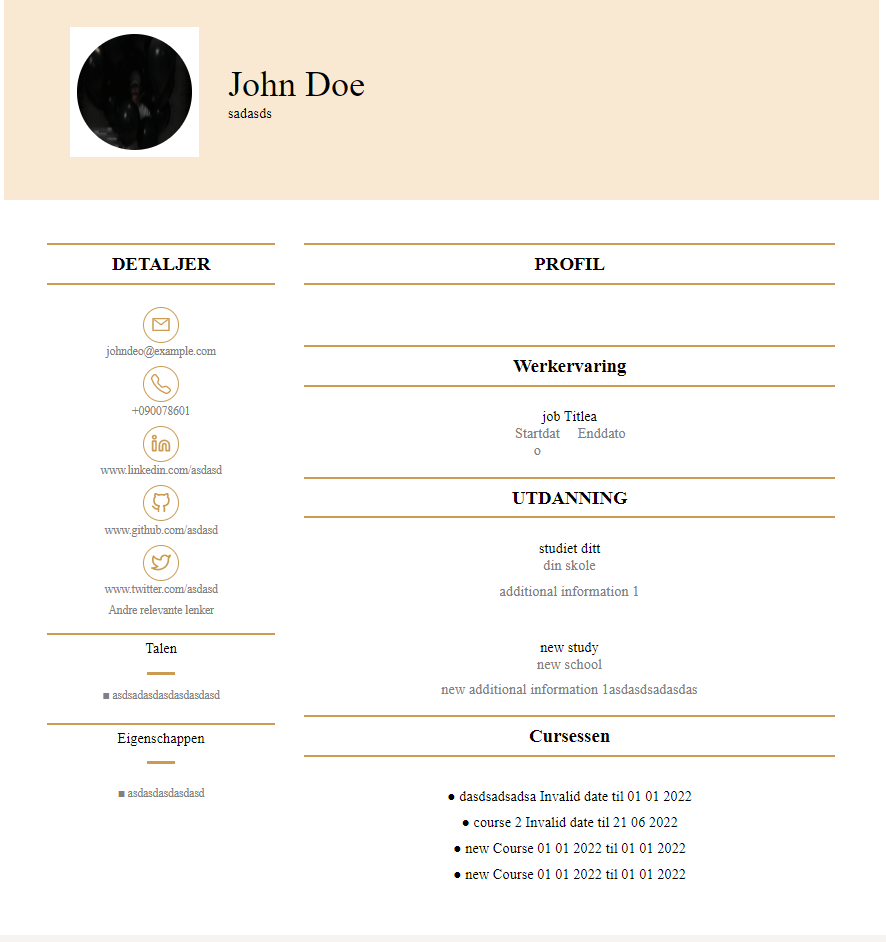 John Doe
sadasds
DETALJER
johndeo@example.com
+090078601
www.linkedin.com/asdasd
www.github.com/asdasd
www.twitter.com/asdasd
Andre relevante lenker
Talen
■ asdsadasdasdasdasdasd
Eigenschappen
■ asdasdasdasdasd
PROFIL
Werkervaring
job Titlea
Startdat Enddato
o
UTDANNING
studiet ditt
din skole
additional information 1
new study
new school
new additional information 1asdasdsadasdas
Cursessen
● dasdsadsadsa Invalid date til 01 01 2022
● course 2 Invalid date til 21 06 2022
● new Course 01 01 2022 til 01 01 2022
● new Course 01 01 2022 til 01 01 2022